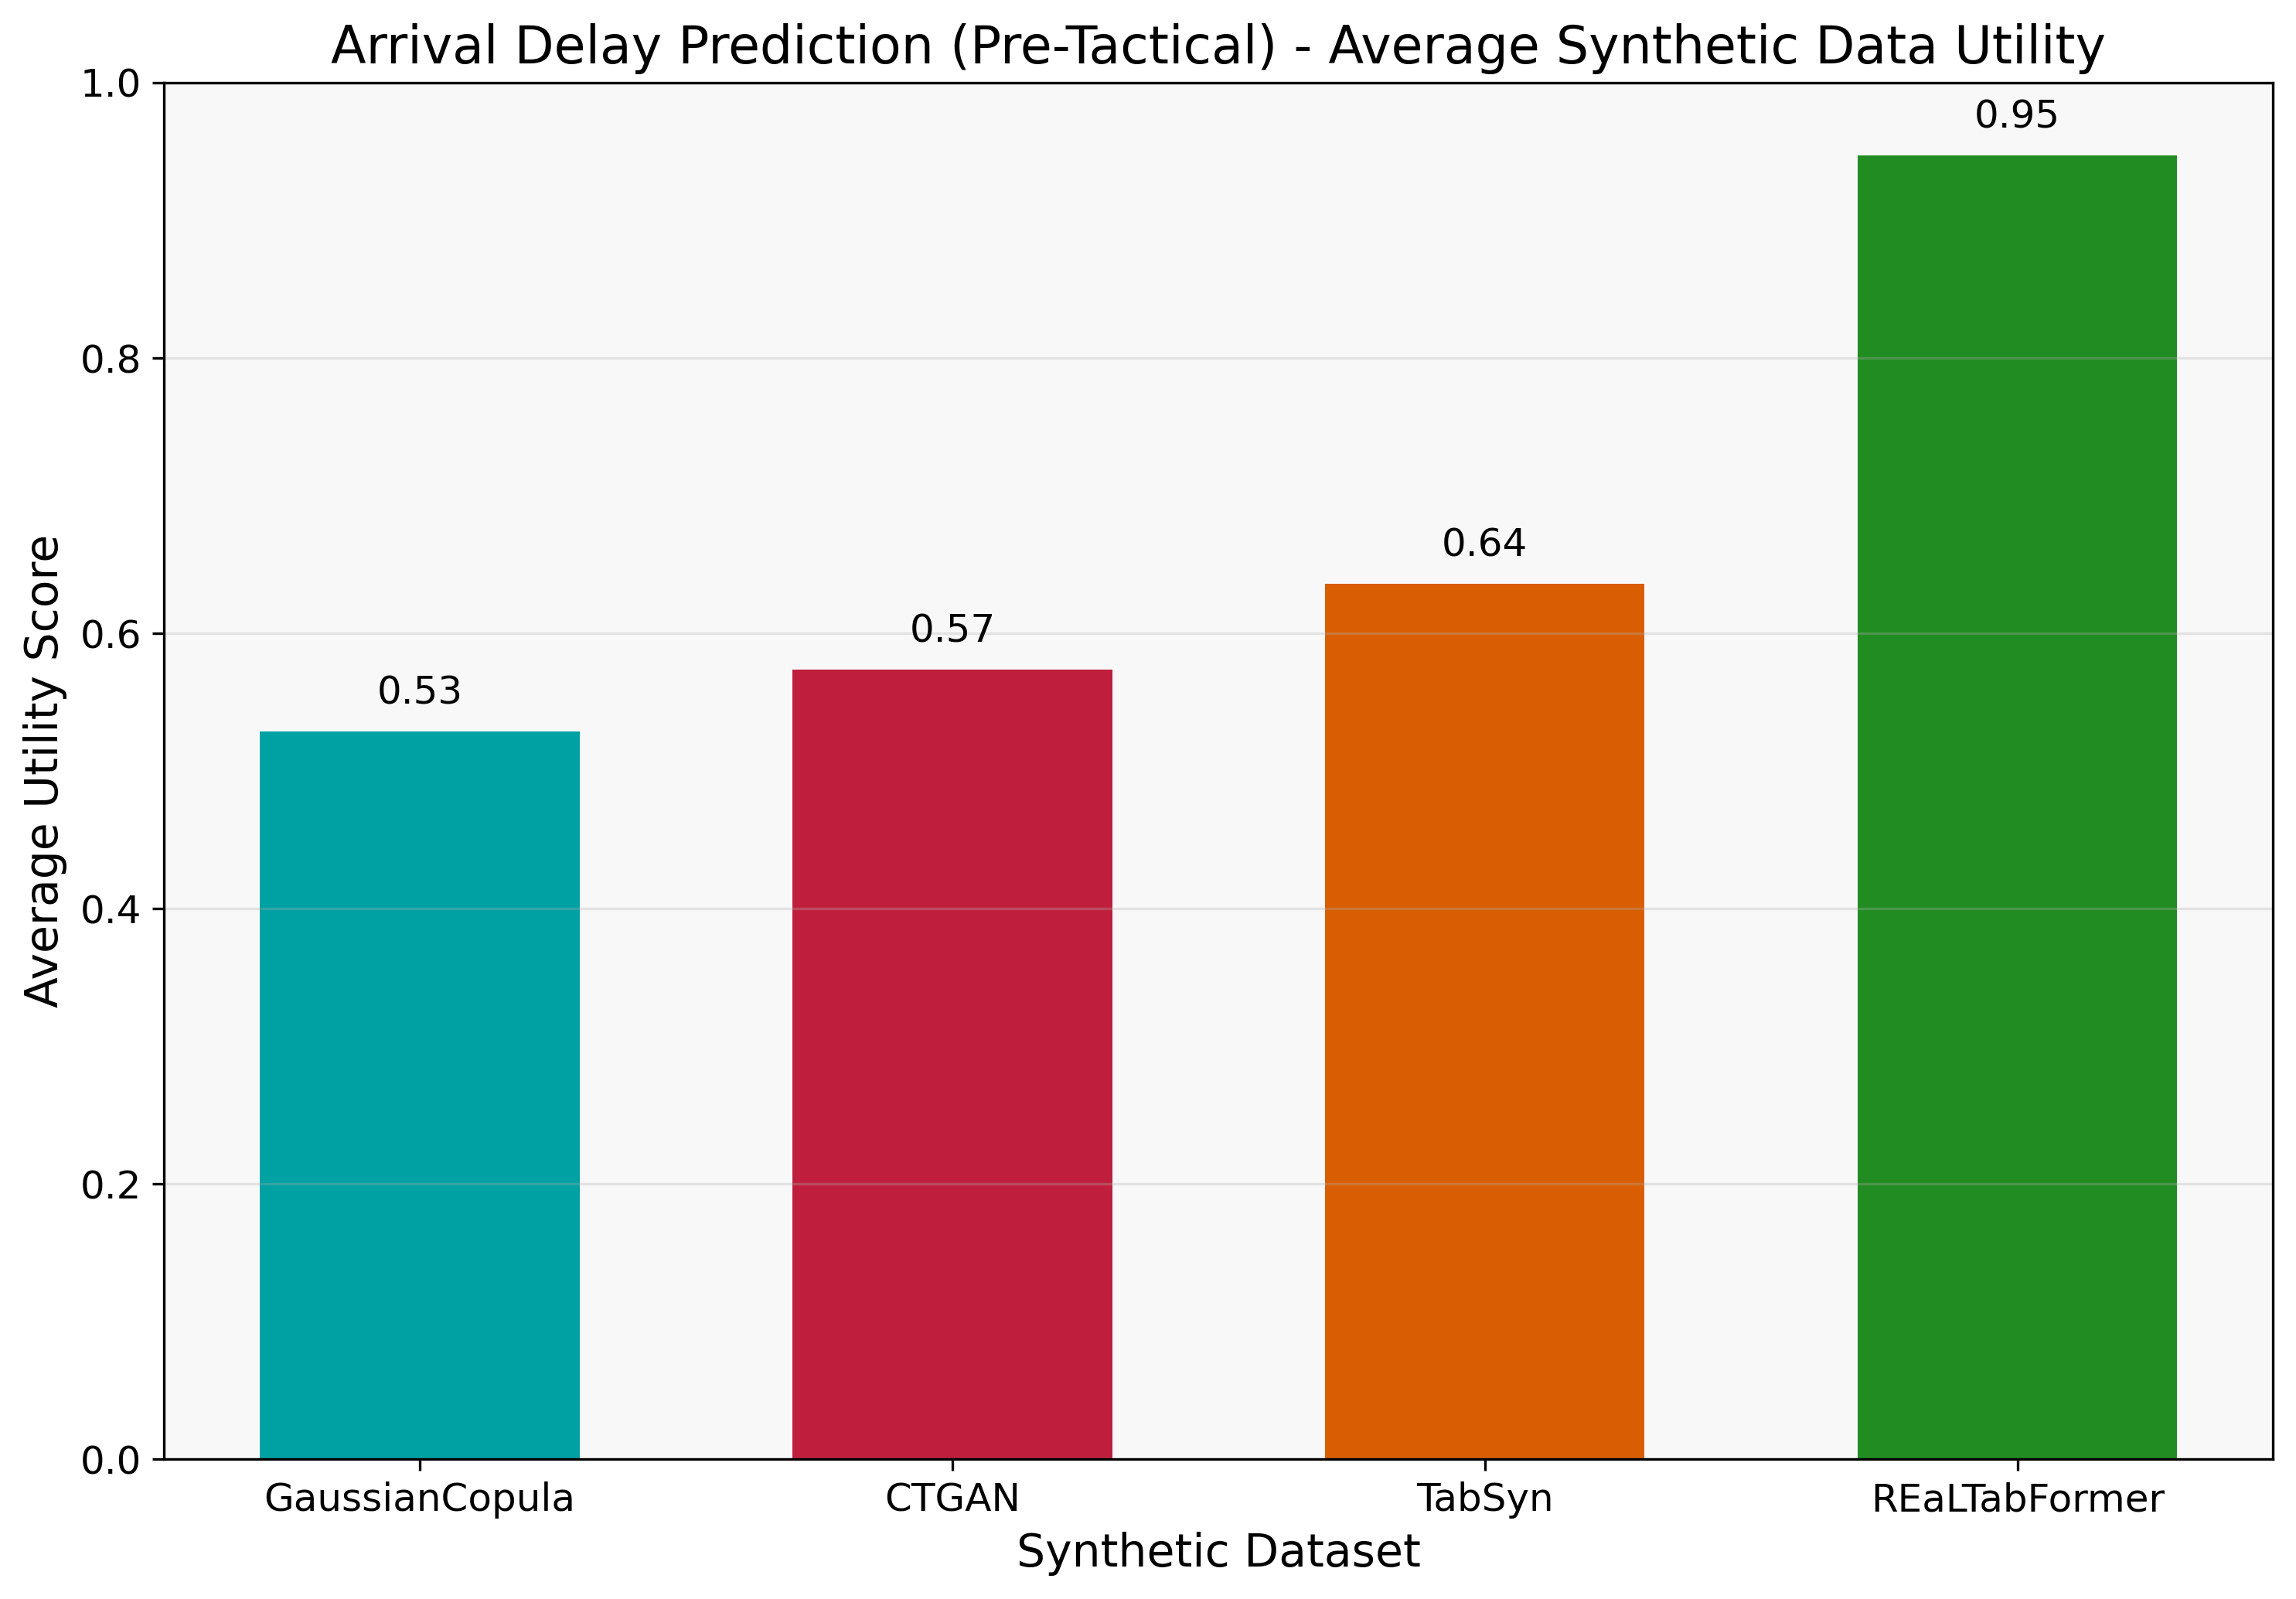 Arrival Delay Prediction (Pre-Tactical) - Average Synthetic Data Utility
Average Utility Score
1.0
0.8
0.6
0.4
0.2
0.0
0.53
0.57
0.64
0.95
GaussianCopula
CTGAN
TabSyn
REaLTabFormer
Synthetic Dataset